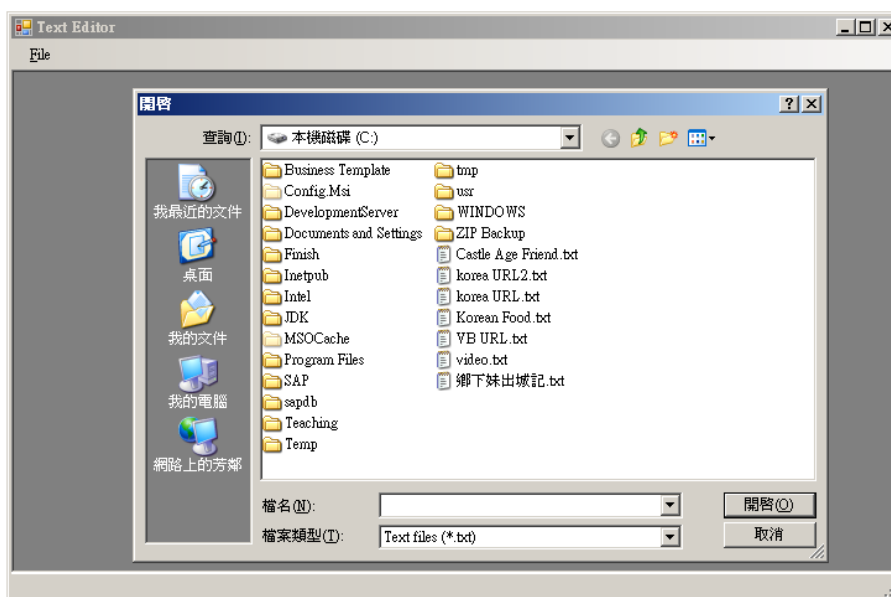 Text Editor
File
開啓
查詢(I):
本機磁碟 (C:)
我最近的文件
桌面
我的文件
我的電腦
網路上的芳鄰
Business Template
Config.Msi
DevelopmentServer
Documents and Settings
Finish
Inetpub
Intel
JDK
MSOCache
Program Files
SAP
sapdb
Teaching
Temp
tmp
usr
WINDOWS
ZIP Backup
Castle Age Friend.txt
korea URL2.txt
korea URL.txt
Korean Food.txt
VB URL.txt
video.txt
鄉下妹出城記.txt
檔名(N):
開啓(O)
檔案類型(T):
Text files (*.txt)
取消